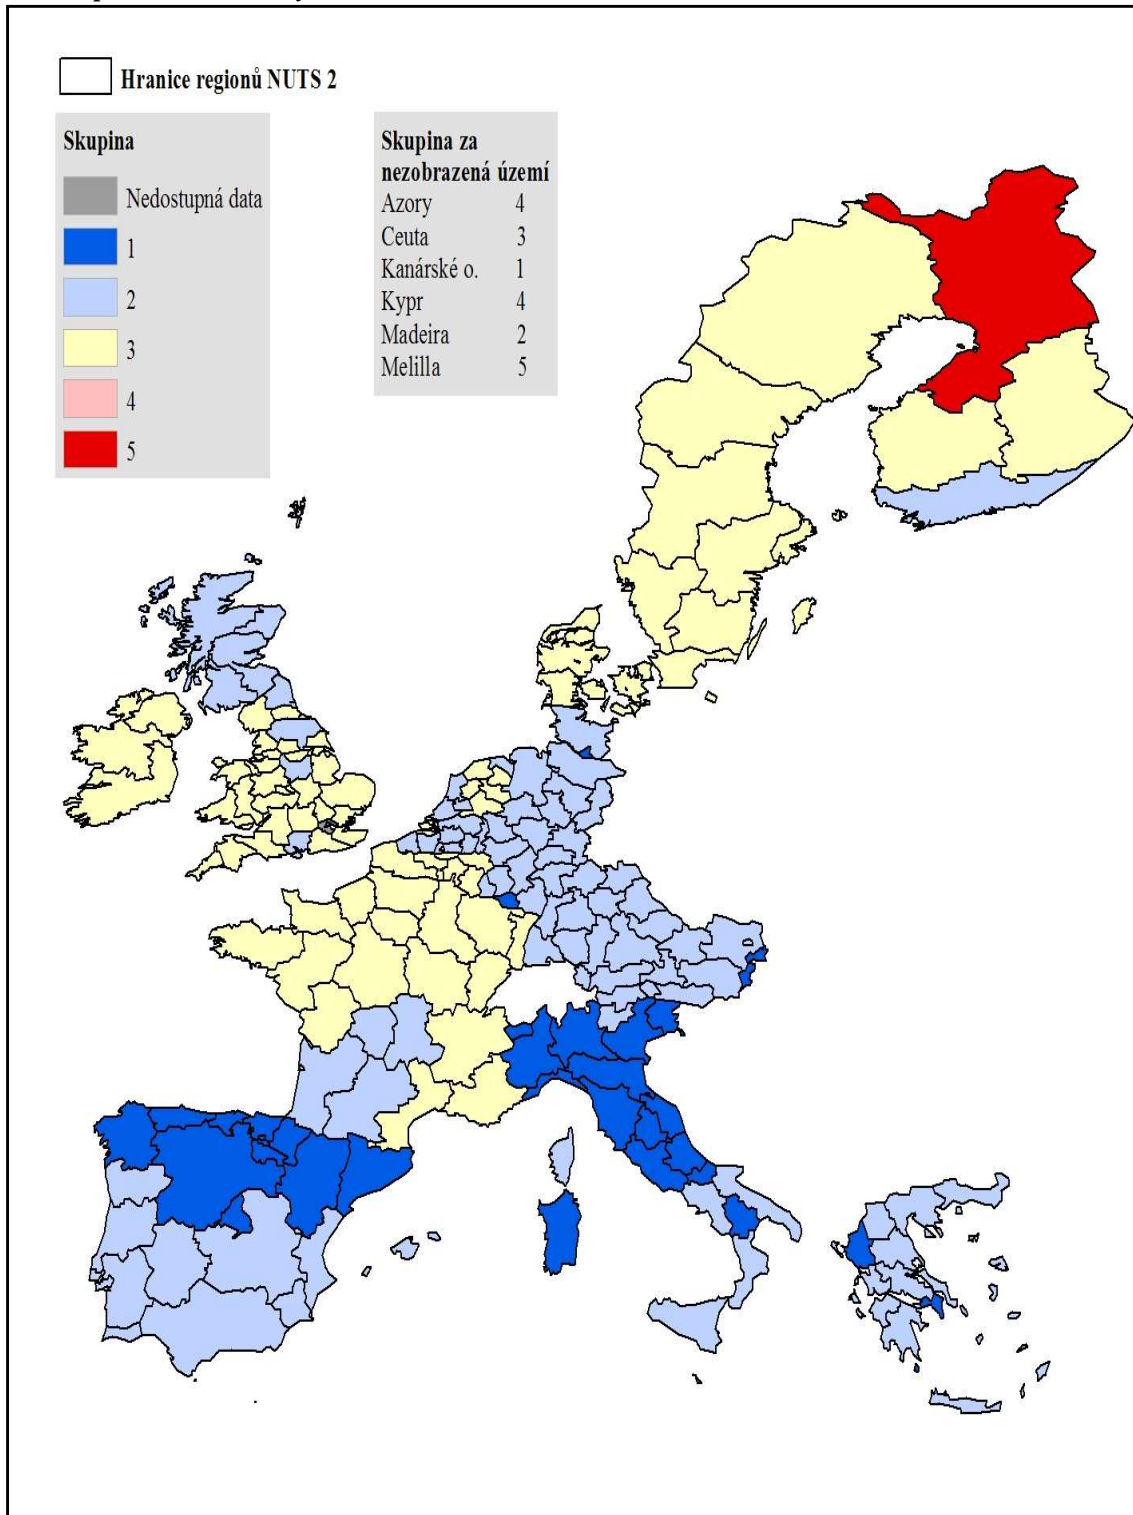 Hranice regionů NUTS 2
Skupina
Nedostupná data
1
2
3
4
5
Skupina za
nezobrazená území
Azory 4
Ceuta 3
Kanárské o. 1
Kypr 4
Madeira 2
Melilla 5